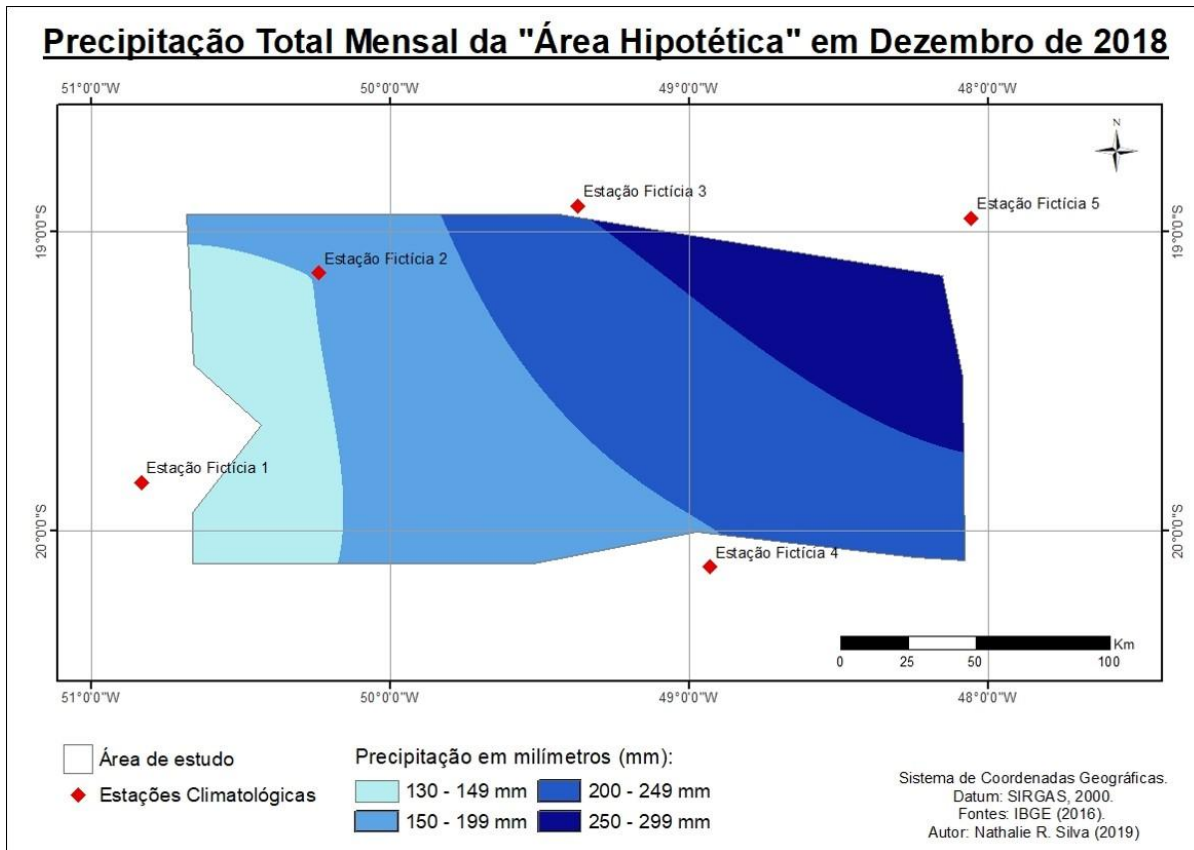 Precipitação Total Mensal da "Área Hipotética" em Dezembro de 2018
51°0'0"W 50°0'0"W 49°0'0"W 48°0'0"W
N
Estação Fictícia 3
Estação Fictícia 5
19°0'0"S 19°0'0"S
Estação Fictícia 2
Estação Fictícia 1
20°0'0"S 20°0'0"S
Estação Fictícia 4
Km
0 25 50 100
51°0'0"W 50°0'0"W 49°0'0"W 48°0'0"W
Área de estudo
Estações Climatológicas
Precipitação em milímetros (mm):
130 - 149 mm 200 - 249 mm
150 - 199 mm 250 - 299 mm
Sistema de Coordenadas Geográficas.
Datum: SIRGAS, 2000.
Fontes: IBGE (2016).
Autor: Nathalie R. Silva (2019)